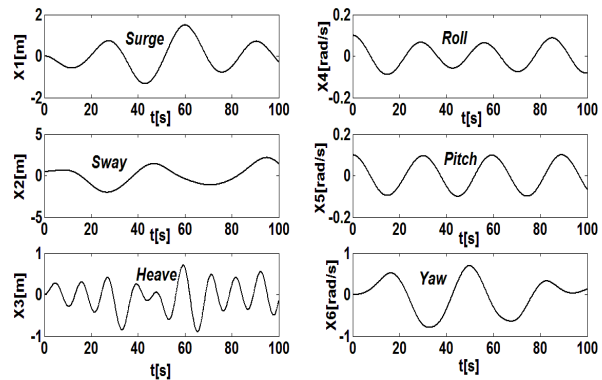 2
0
-2
X1[m]
Surge
0 20 40 60 80 100
t[s]
0.2
0
-0.2
X4[rad/s]
Roll
0 20 40 60 80 100
t[s]
5
0
-5
X2[m]
Sway
0 20 40 60 80 100
t[s]
0.2
0
-0.2
X5[rad/s]
Pitch
0 20 40 60 80 100
t[s]
1
0
-1
X3[m]
Heave
0 20 40 60 80 100
t[s]
1
0
-1
X6[rad/s]
Yaw
0 20 40 60 80 100
t[s]